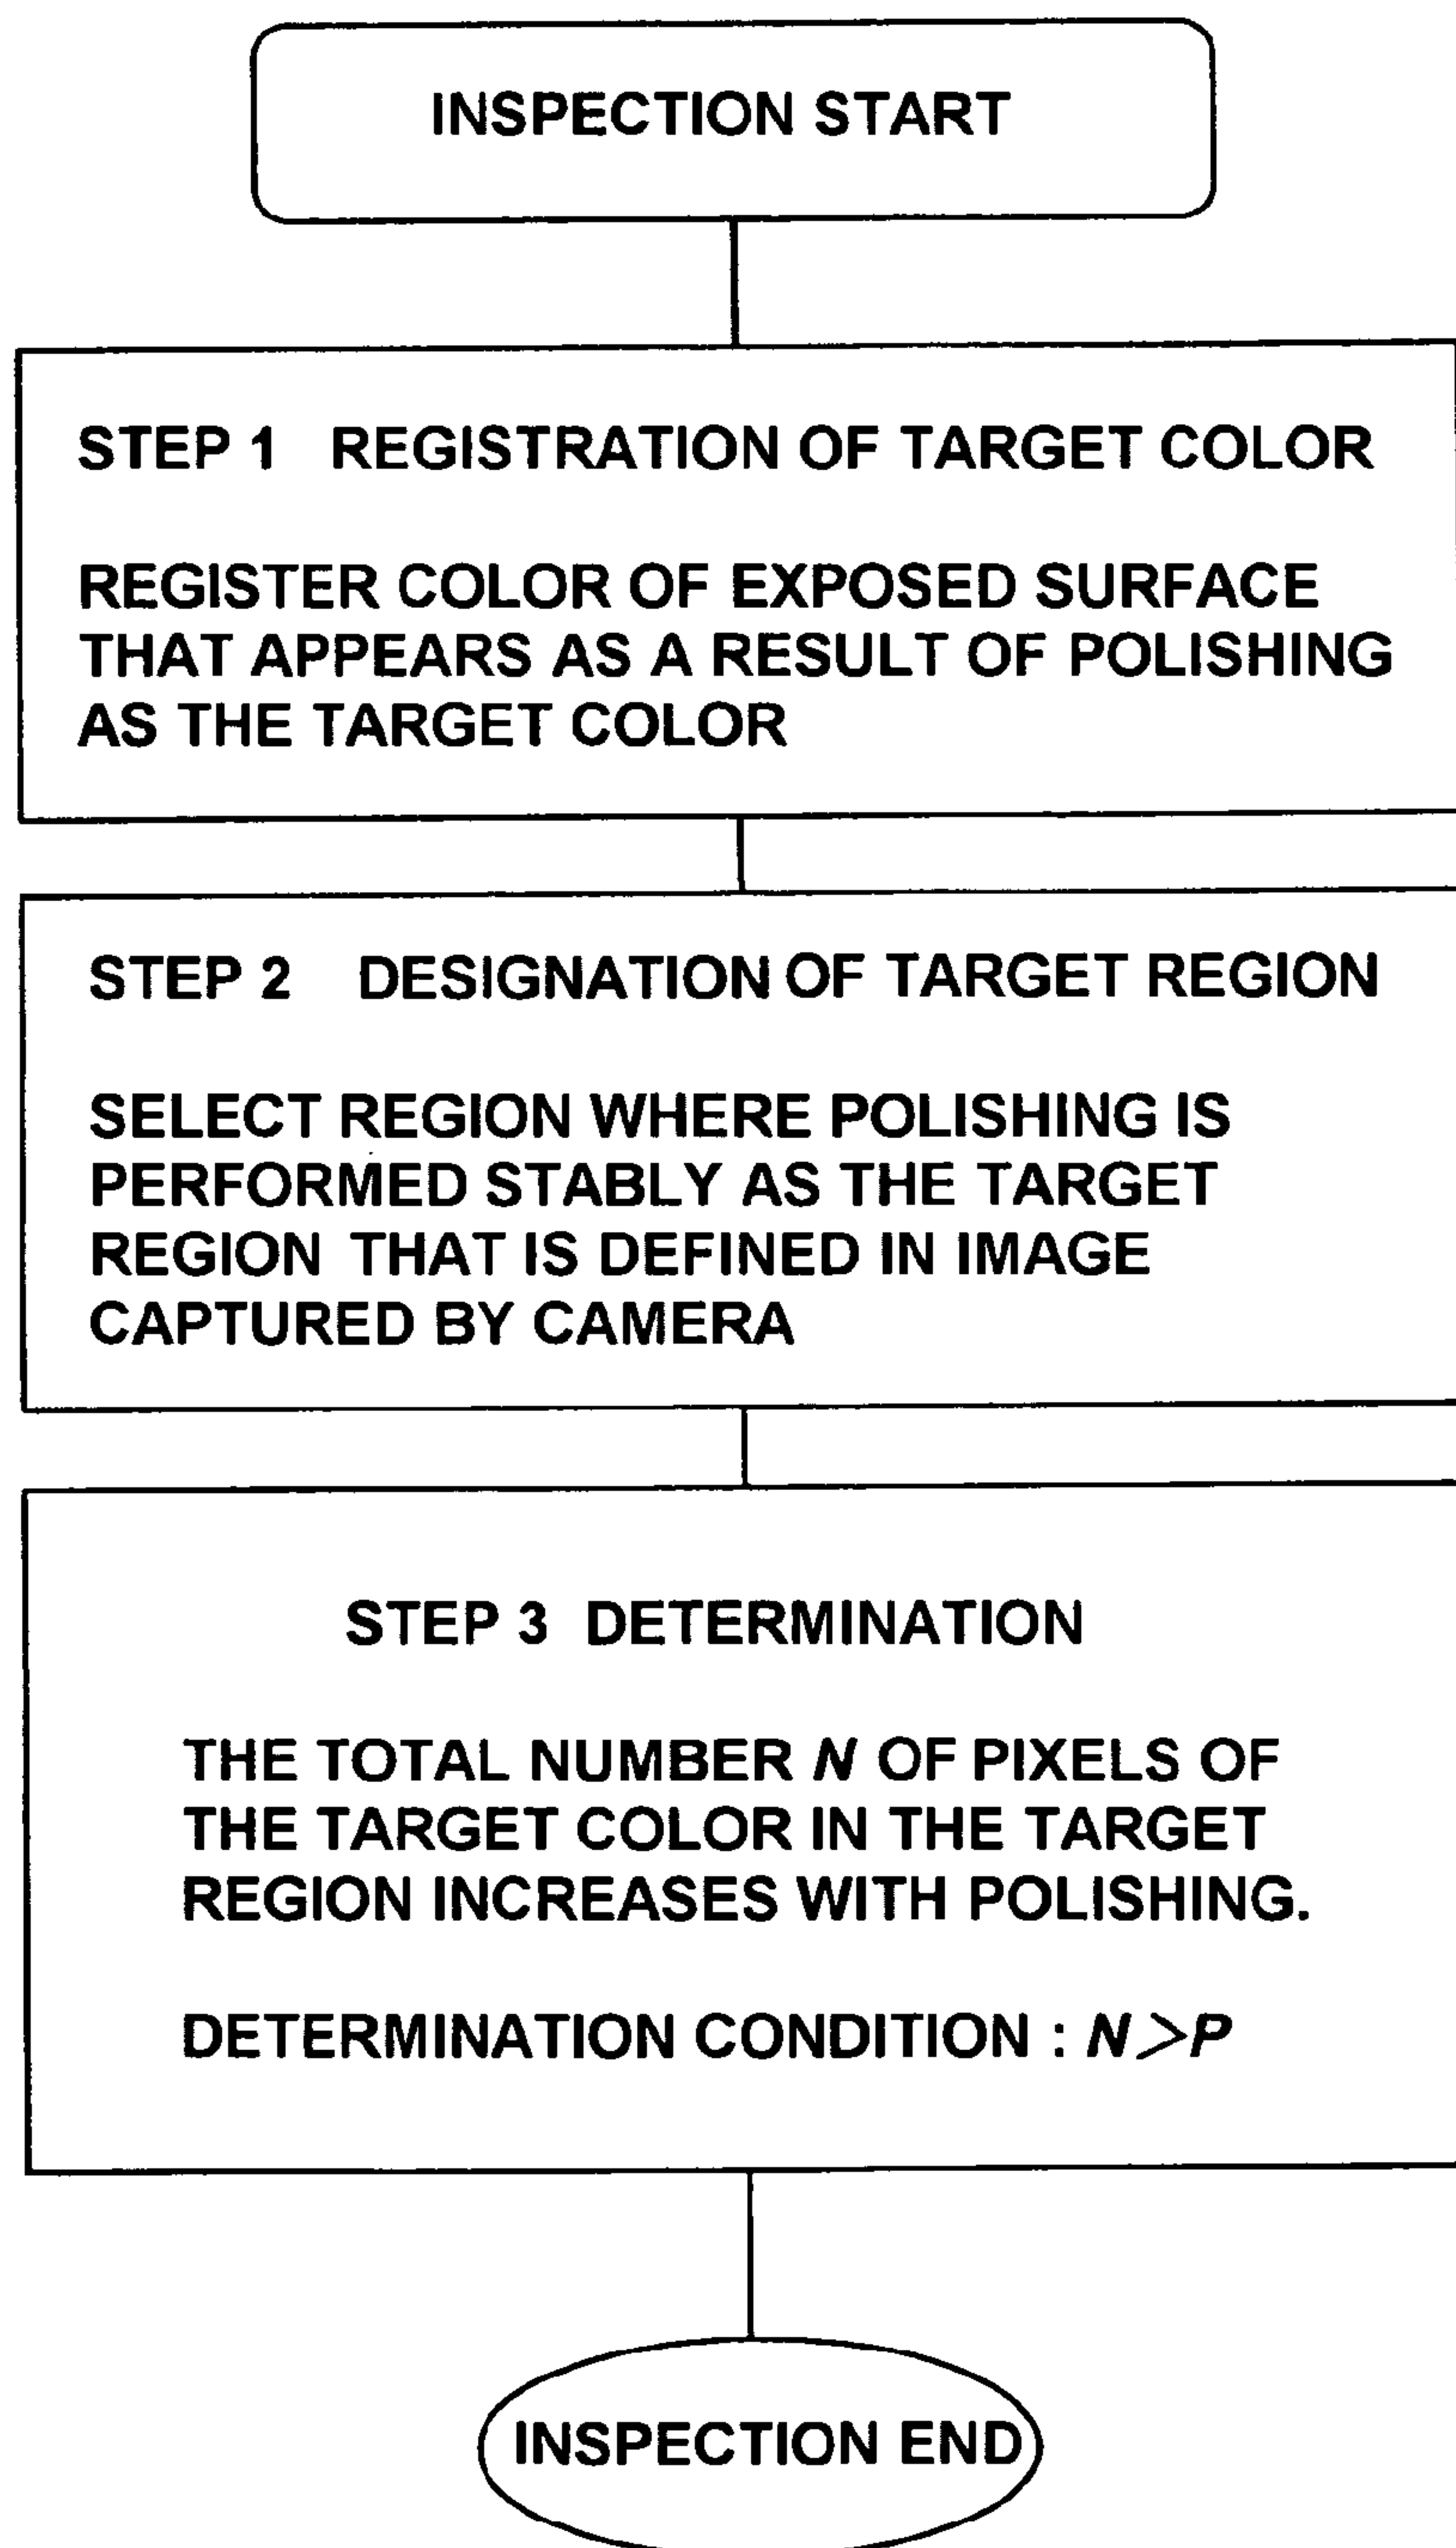 INSPECTION START
STEP 1 REGISTRATION OF TARGET COLOR
REGISTER COLOR OF EXPOSED SURFACE
THAT APPEARS AS A RESULT OF POLISHING
AS THE TARGET COLOR
STEP 2 DESIGNATION OF TARGET REGION
SELECT REGION WHERE POLISHING IS
PERFORMED STABLY AS THE TARGET
REGION THAT IS DEFINED IN IMAGE
CAPTURED BY CAMERA
STEP 3 DETERMINATION
THE TOTAL NUMBER N OF PIXELS OF
THE TARGET COLOR IN THE TARGET
REGION INCREASES WITH POLISHING.
DETERMINATION CONDITION : N>P
INSPECTION END